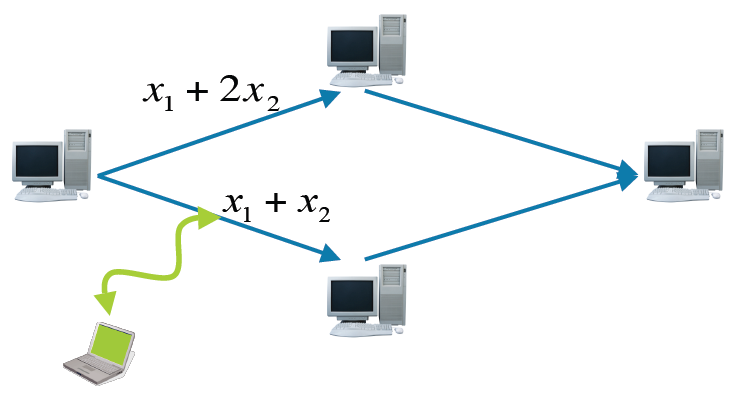 x₁ + 2x₂
x₁ + x₂